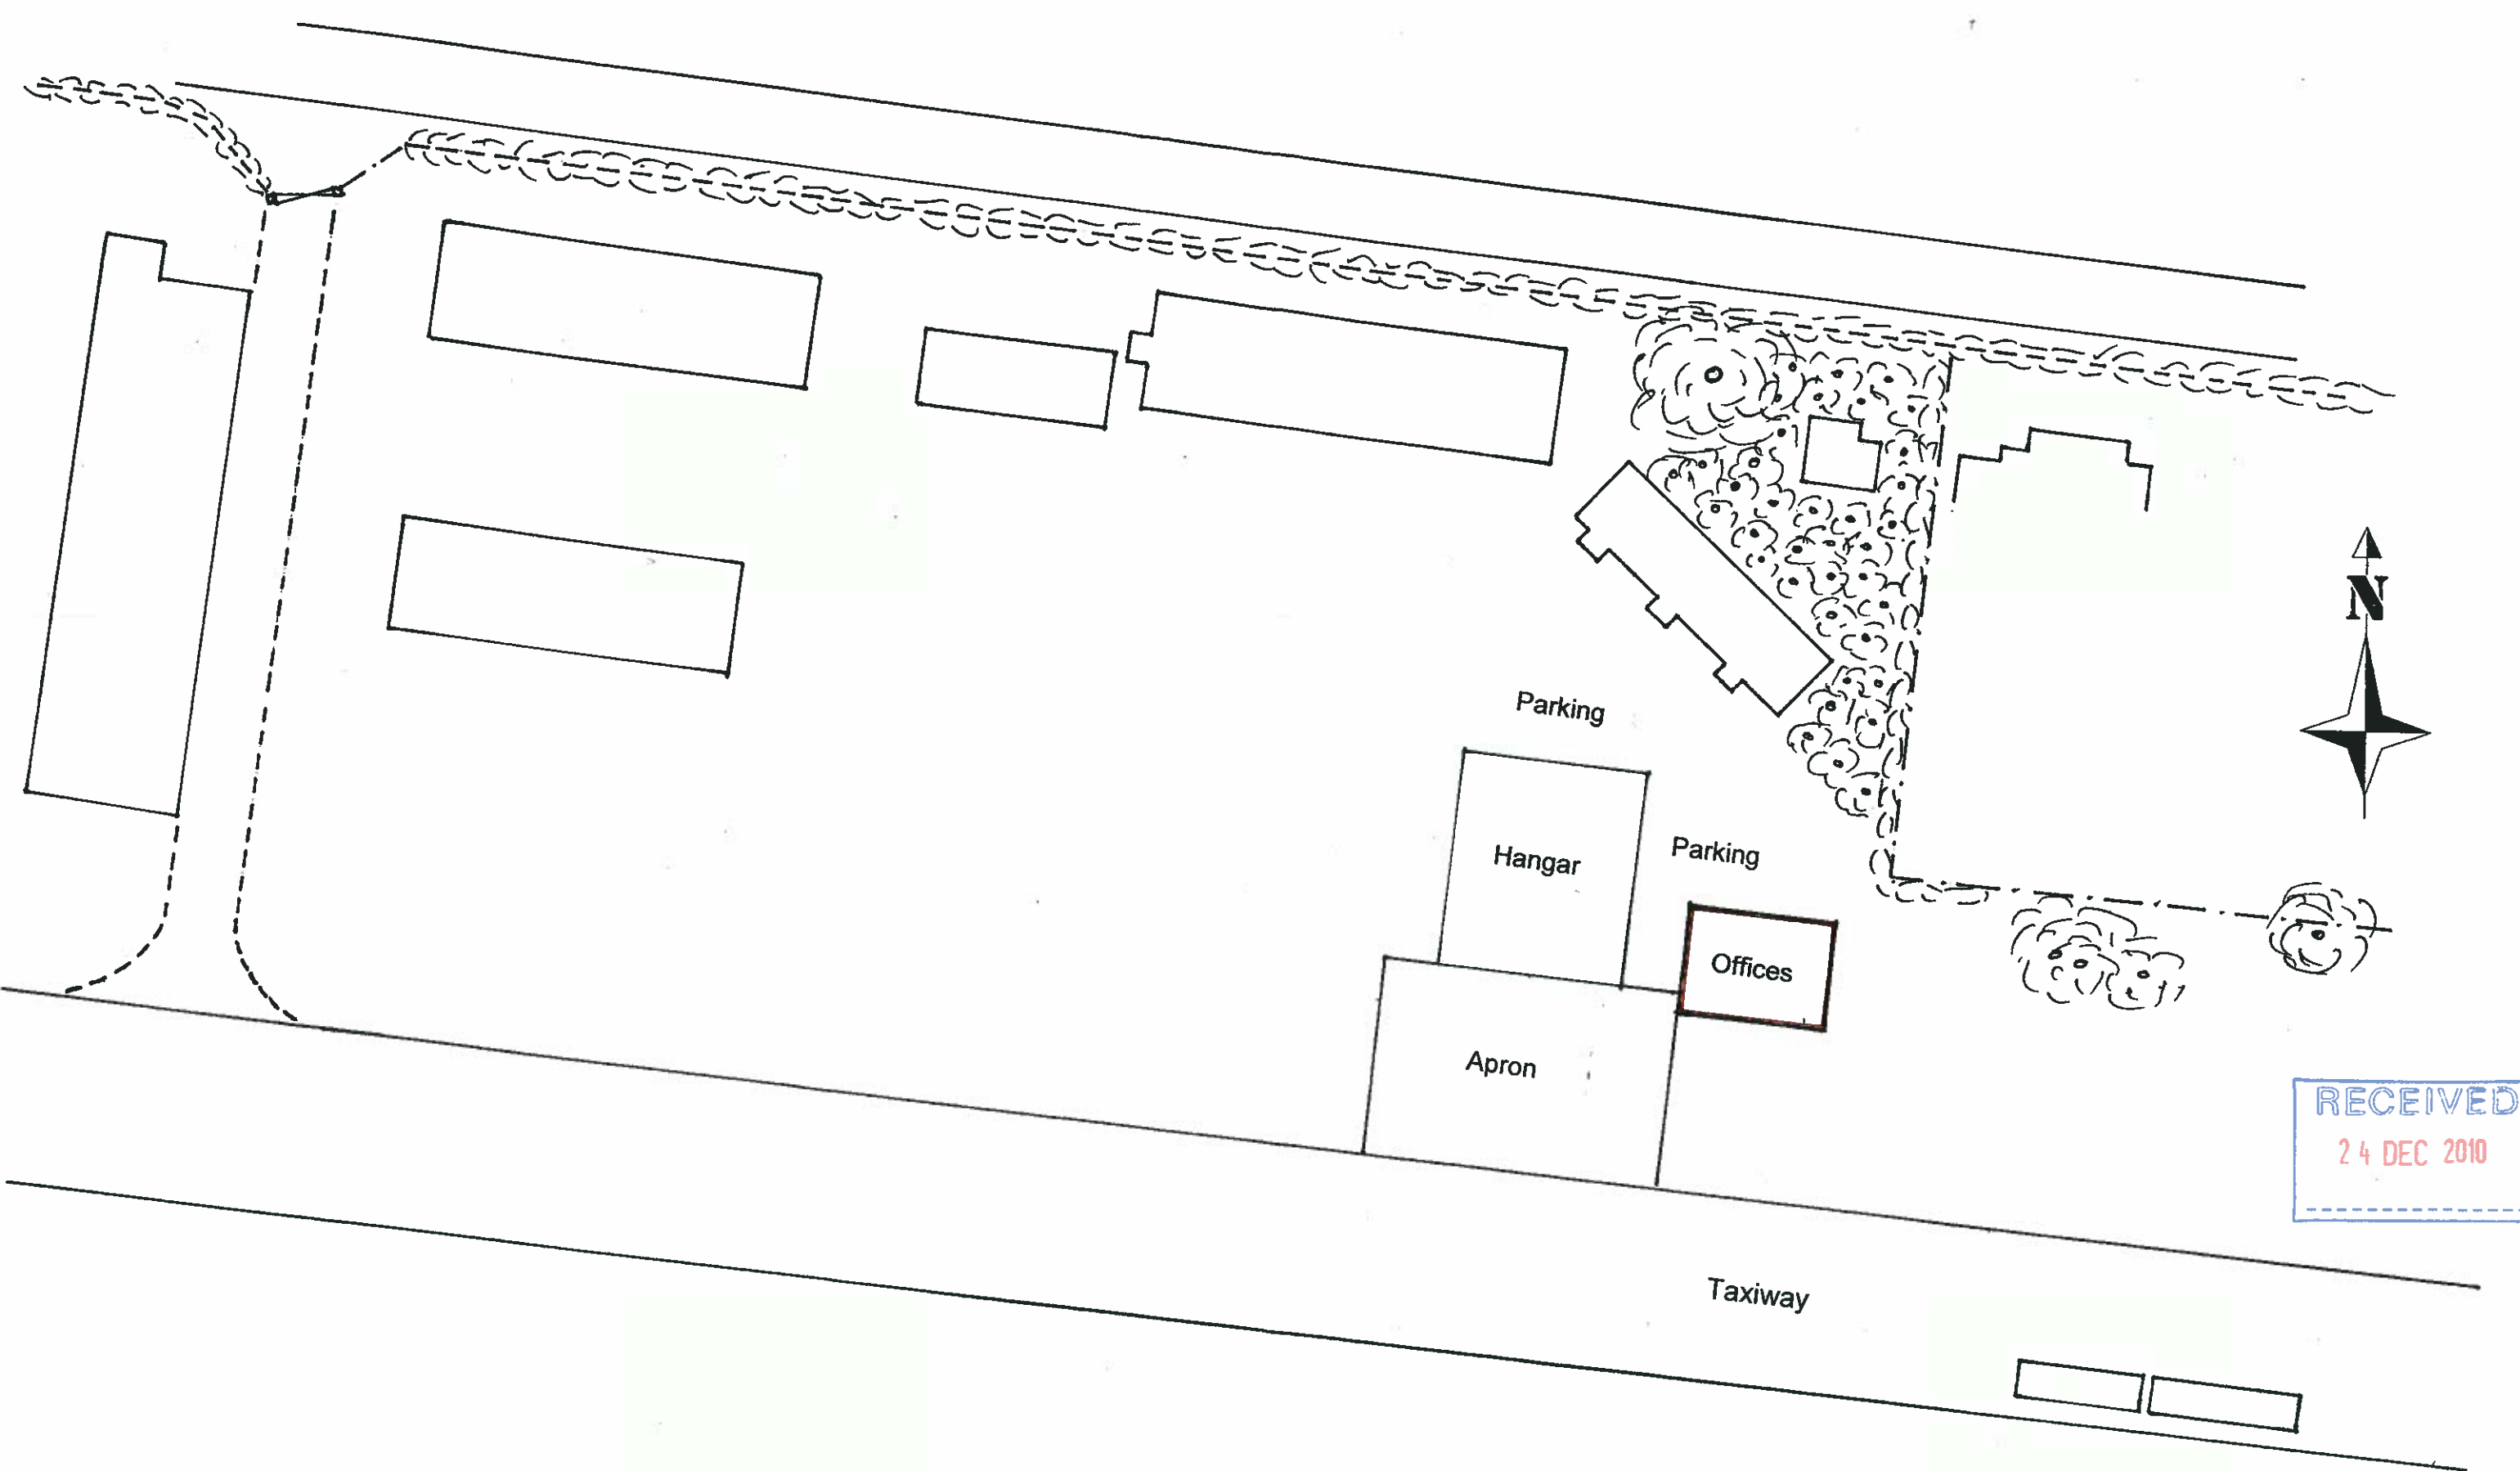 N
Parking
Hangar
Parking
Offices
Apron
RECEIVED
24 DEC 2010
Taxiway